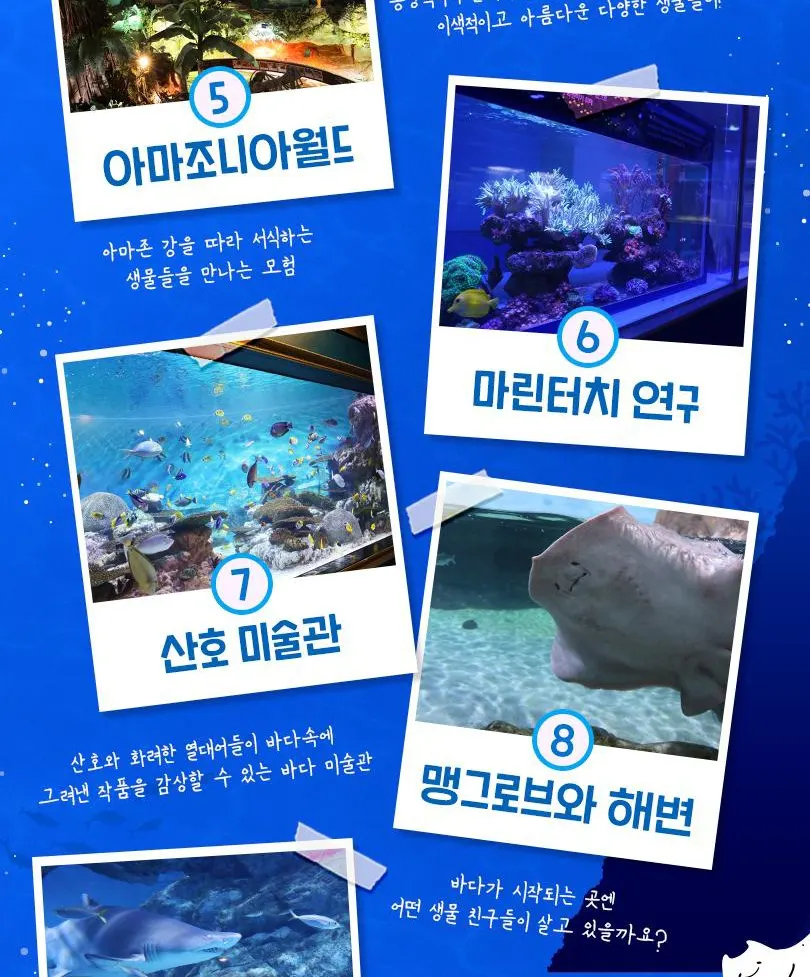 이색적이고 아름다운 다양한 생물들이!
5
아마조니아월드
아마존 강을 따라 서식하는
생물들을 만나는 모험
6
마린터치 연구
7
산호 미술관
산호와 화려한 열대어들이 바다속에
그려낸 작품을 감상할 수 있는 바다 미술관
8
맹그로브와 해변
바다가 시작되는 곳엔
어떤 생물 친구들이 살고 있을까요?